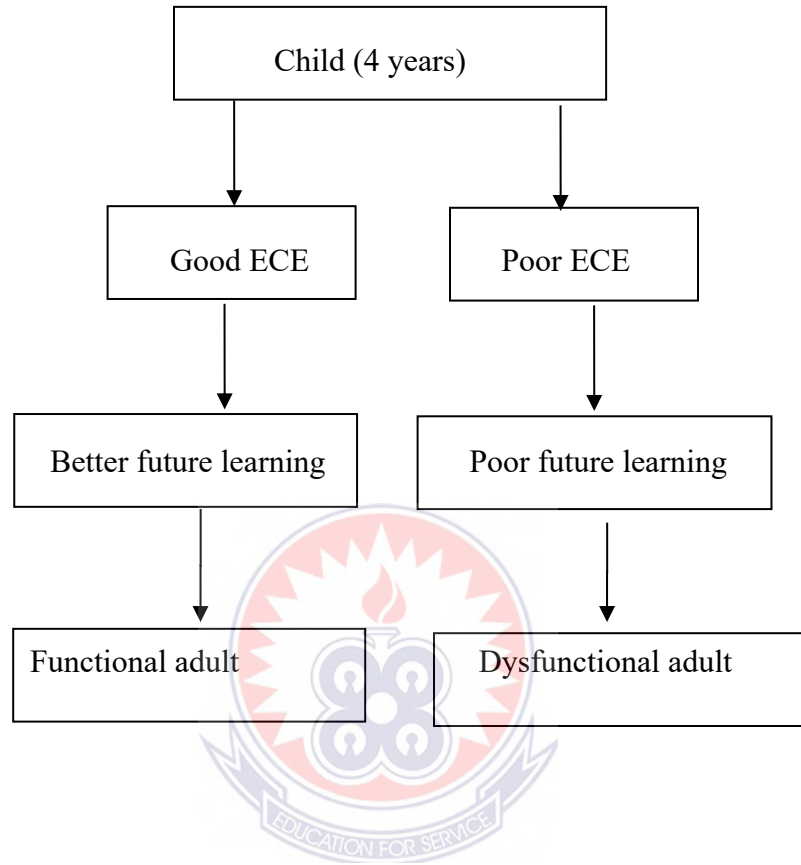 Child (4 years)
Good ECE
Poor ECE
Better future learning
Poor future learning
Functional adult
Dysfunctional adult
EDUCATION FOR SERVICE